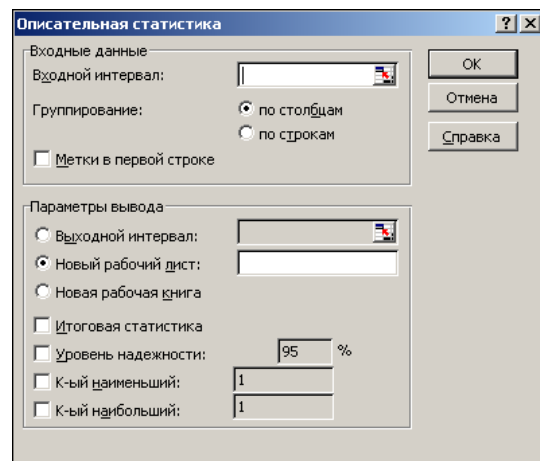 Описательная статистика
Входные данные
Входной интервал:
Группирование:
по столбцам
по строкам
Метки в первой строке
OK
Отмена
Справка
Параметры вывода
Выходной интервал:
Новый рабочий лист:
Новая рабочая книга
Итоговая статистика
Уровень надежности: 95 %
К-ый наименьший: 1
К-ый наибольший: 1